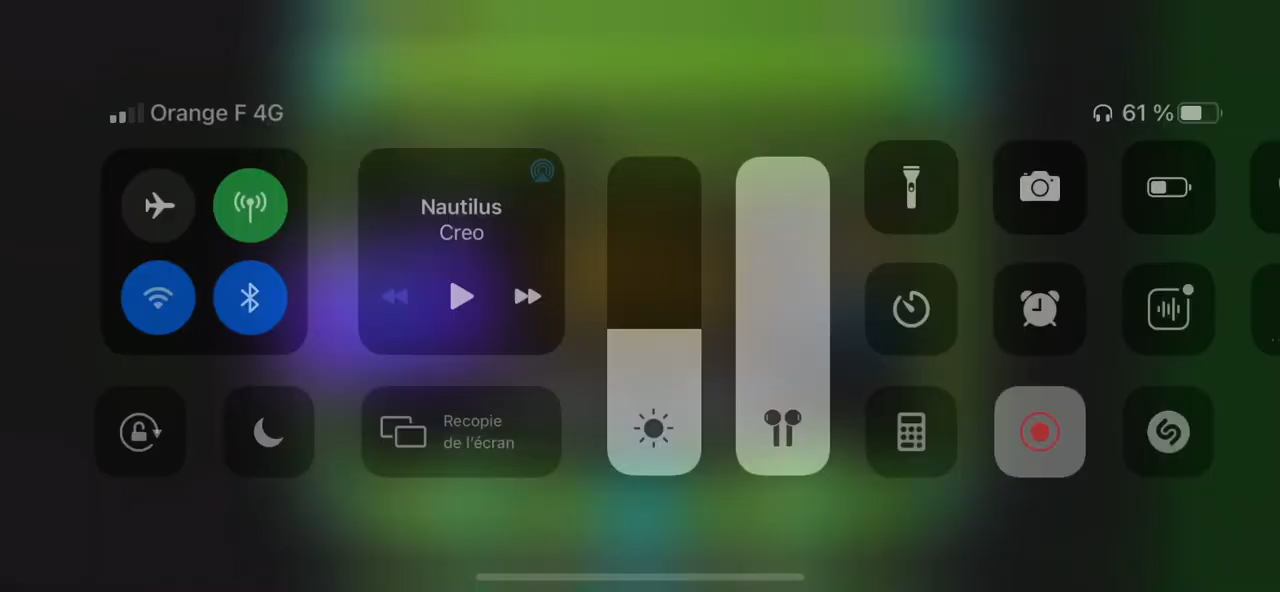 Orange F 4G
61 %
Nautilus
Creo
Recopie
de l'écran